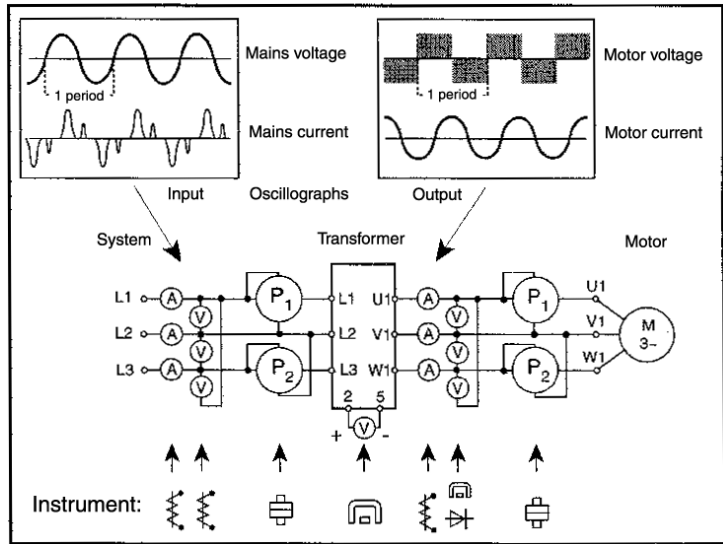 Mains voltage
1 period
Mains current
Motor voltage
1 period
Motor current
Input Oscillographs Output
System Transformer Motor
L1 A V P1 L1 U1 A V P1 U1
L2 A V L2 V1 A V V1 M 3~
L3 A V P2 L3 W1 A V P2 W1
2 5
+ V -
Instrument: